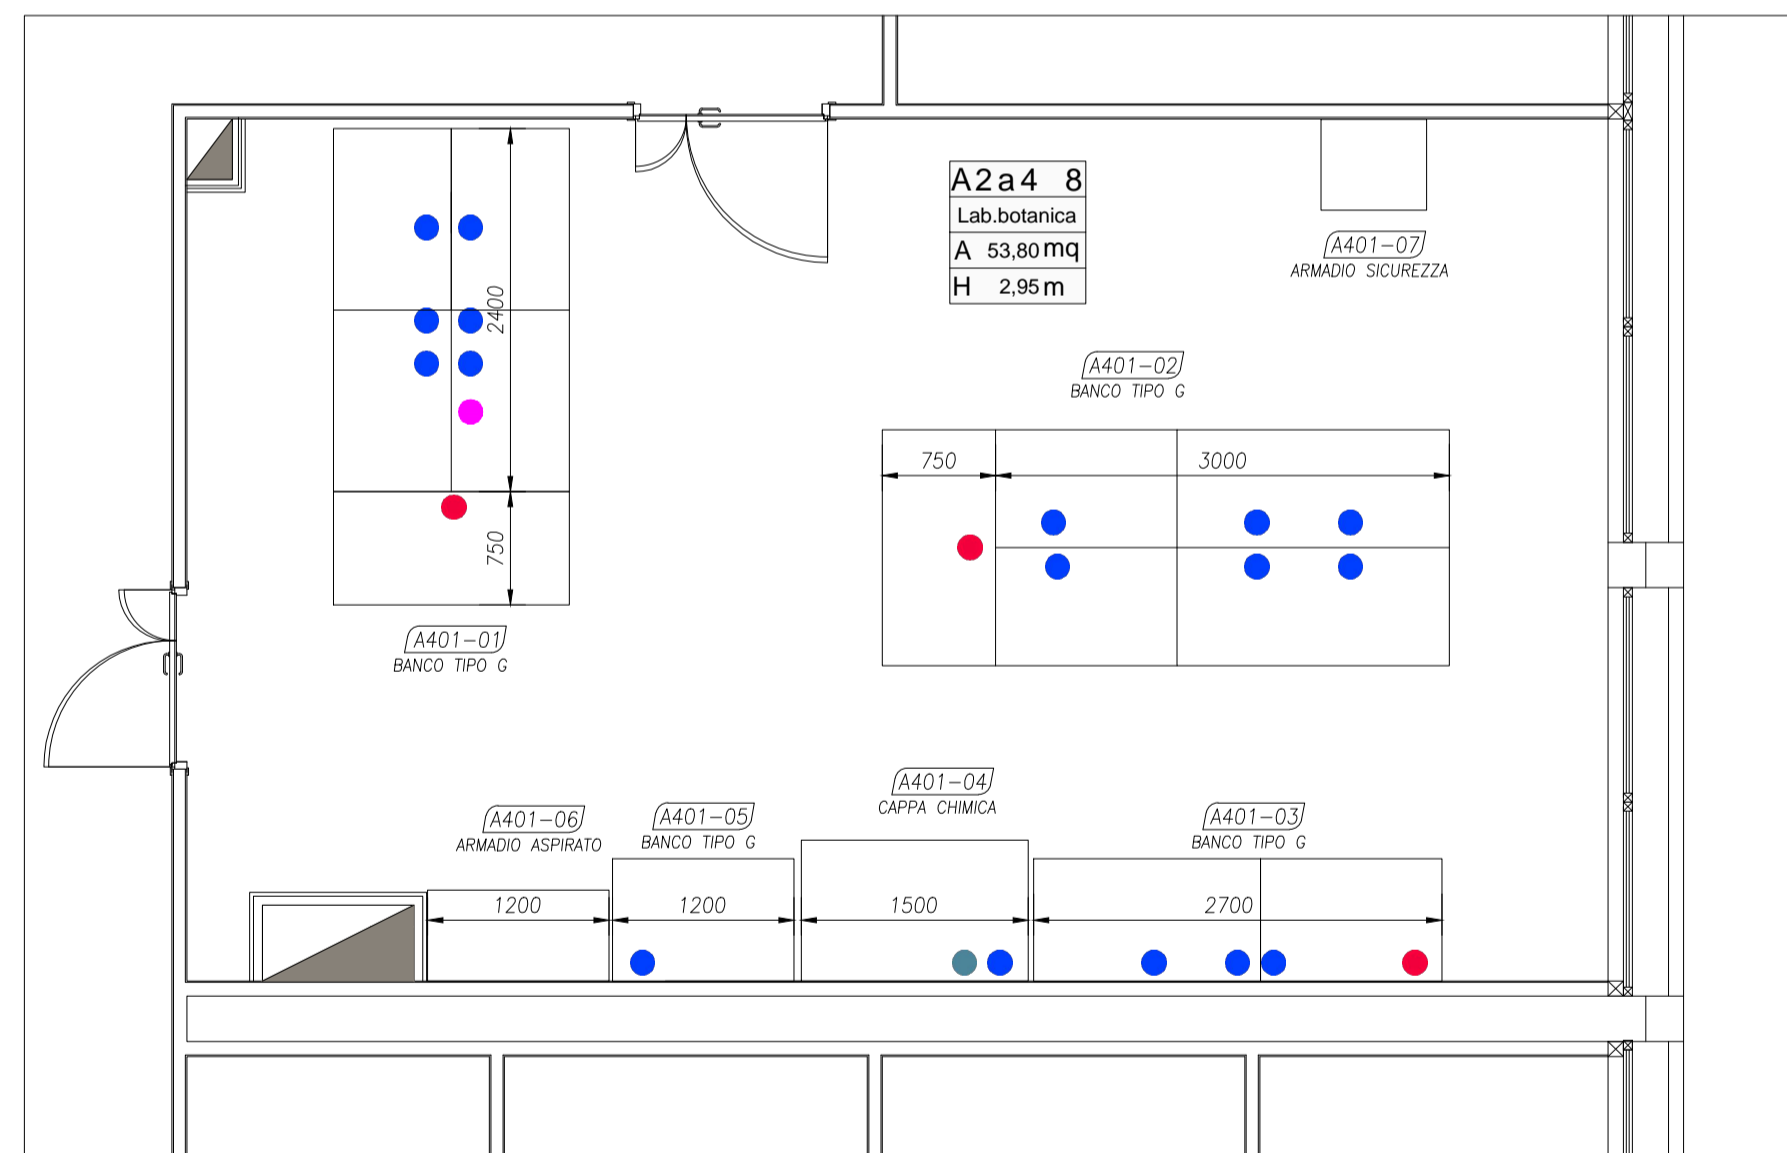 A2a4 8
Lab.botanica
A 53,80 mq
H 2,95 m
A401-07
ARMADIO SICUREZZA
2400
750
A401-01
BANCO TIPO G
A401-02
BANCO TIPO G
750
3000
A401-06
ARMADIO ASPIRATO
1200
A401-05
BANCO TIPO G
1200
A401-04
CAPPA CHIMICA
1500
A401-03
BANCO TIPO G
2700